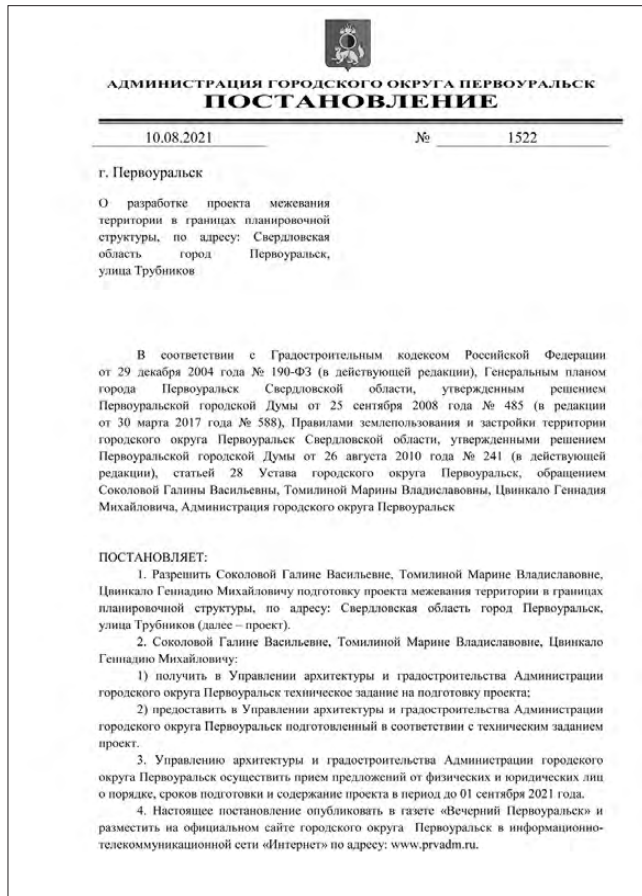 АДМИНИСТРАЦИЯ ГОРОДСКОГО ОКРУГА ПЕРВОУРАЛЬСК
ПОСТАНОВЛЕНИЕ
10.08.2021 № 1522
г. Первоуральск
О разработке проекта межевания
территории в границах планировочной
структуры, по адресу: Свердловская
область город Первоуральск,
улица Трубников
В соответствии с Градостроительным кодексом Российской Федерации
от 29 декабря 2004 года № 190-ФЗ (в действующей редакции), Генеральным планом
города Первоуральск Свердловской области, утвержденным решением
Первоуральской городской Думы от 25 сентября 2008 года № 485 (в редакции
от 30 марта 2017 года № 588), Правилами землепользования и застройки территории
городского округа Первоуральск Свердловской области, утвержденными решением
Первоуральской городской Думы от 26 августа 2010 года № 241 (в действующей
редакции), статьей 28 Устава городского округа Первоуральск, обращением
Соколовой Галины Васильевны, Томилиной Марины Владиславовны, Цвинкало Геннадия
Михайловича, Администрация городского округа Первоуральск
ПОСТАНОВЛЯЕТ:
1. Разрешить Соколовой Галине Васильевне, Томилиной Марине Владиславовне,
Цвинкало Геннадию Михайловичу подготовку проекта межевания территории в границах
планировочной структуры, по адресу: Свердловская область город Первоуральск,
улица Трубников (далее – проект).
2. Соколовой Галине Васильевне, Томилиной Марине Владиславовне, Цвинкало
Геннадию Михайловичу:
1) получить в Управлении архитектуры и градостроительства Администрации
городского округа Первоуральск техническое задание на подготовку проекта;
2) предоставить в Управлении архитектуры и градостроительства Администрации
городского округа Первоуральск подготовленный в соответствии с техническим заданием
проект.
3. Управлению архитектуры и градостроительства Администрации городского
округа Первоуральск осуществить прием предложений от физических и юридических лиц
о порядке, сроков подготовки и содержание проекта в период до 01 сентября 2021 года.
4. Настоящее постановление опубликовать в газете «Вечерний Первоуральск» и
разместить на официальном сайте городского округа Первоуральск в информационно-
телекоммуникационной сети «Интернет» по адресу: www.prvadm.ru.